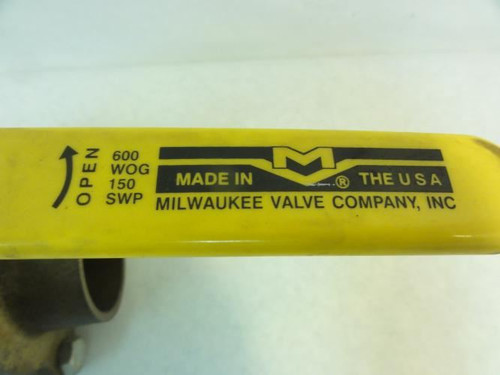 OPEN
600
WOG
150
SWP
M
MADE IN ® THE USA
MILWAUKEE VALVE COMPANY, INC